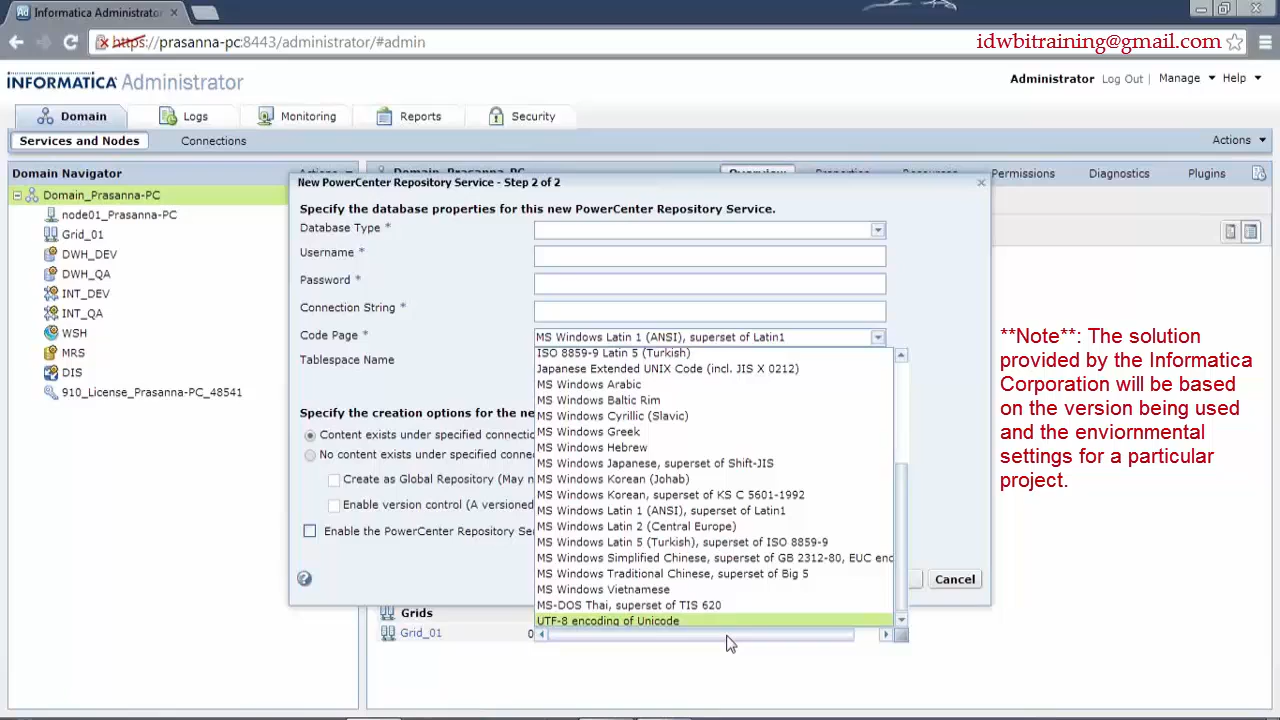 Informatica Administrator
https://prasanna-pc:8443/administrator/#admin
idwbitraining@gmail.com
INFORMATICA Administrator
Administrator Log Out Manage Help
Domain Logs Monitoring Reports Security
Services and Nodes Connections Actions
Domain Navigator
Permissions Diagnostics Plugins
Domain_Prasanna-PC
node01_Prasanna-PC
Grid_01
DWH_DEV
DWH_QA
INT_DEV
INT_QA
WSH
MRS
DIS
910_License_Prasanna-PC_48541
New PowerCenter Repository Service - Step 2 of 2
Specify the database properties for this new PowerCenter Repository Service.
Database Type *
Username *
Password *
Connection String *
Code Page * MS Windows Latin 1 (ANSI), superset of Latin1
Tablespace Name
ISO 8859-9 Latin 5 (Turkish)
Japanese Extended UNIX Code (incl. JIS X 0212)
MS Windows Arabic
MS Windows Baltic Rim
MS Windows Cyrillic (Slavic)
MS Windows Greek
MS Windows Hebrew
MS Windows Japanese, superset of Shift-JIS
MS Windows Korean (Johab)
MS Windows Korean, superset of KS C 5601-1992
MS Windows Latin 1 (ANSI), superset of Latin1
MS Windows Latin 2 (Central Europe)
MS Windows Latin 5 (Turkish), superset of ISO 8859-9
MS Windows Simplified Chinese, superset of GB 2312-80, EUC enc
MS Windows Traditional Chinese, superset of Big 5
MS Windows Vietnamese
MS-DOS Thai, superset of TIS 620
UTF-8 encoding of Unicode
Specify the creation options for the ne
Content exists under specified connectio
No content exists under specified connec
Create as Global Repository (May n
Enable version control (A versioned
Enable the PowerCenter Repository Se
Cancel
Grids
Grid_01 0
**Note**: The solution
provided by the Informatica
Corporation will be based
on the version being used
and the enviornmental
settings for a particular
project.